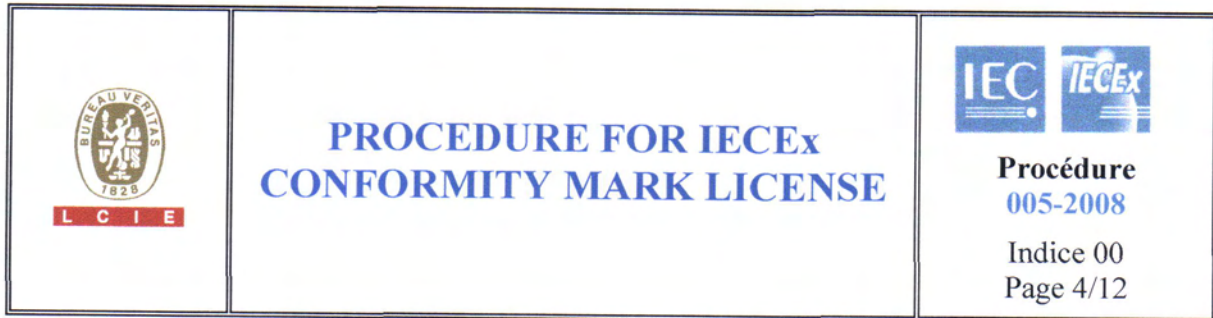 BUREAU VERITAS
1828
LCIE
PROCEDURE FOR IECEx
CONFORMITY MARK LICENSE
IEC
IECEx
Procédure
005-2008
Indice 00
Page 4/12